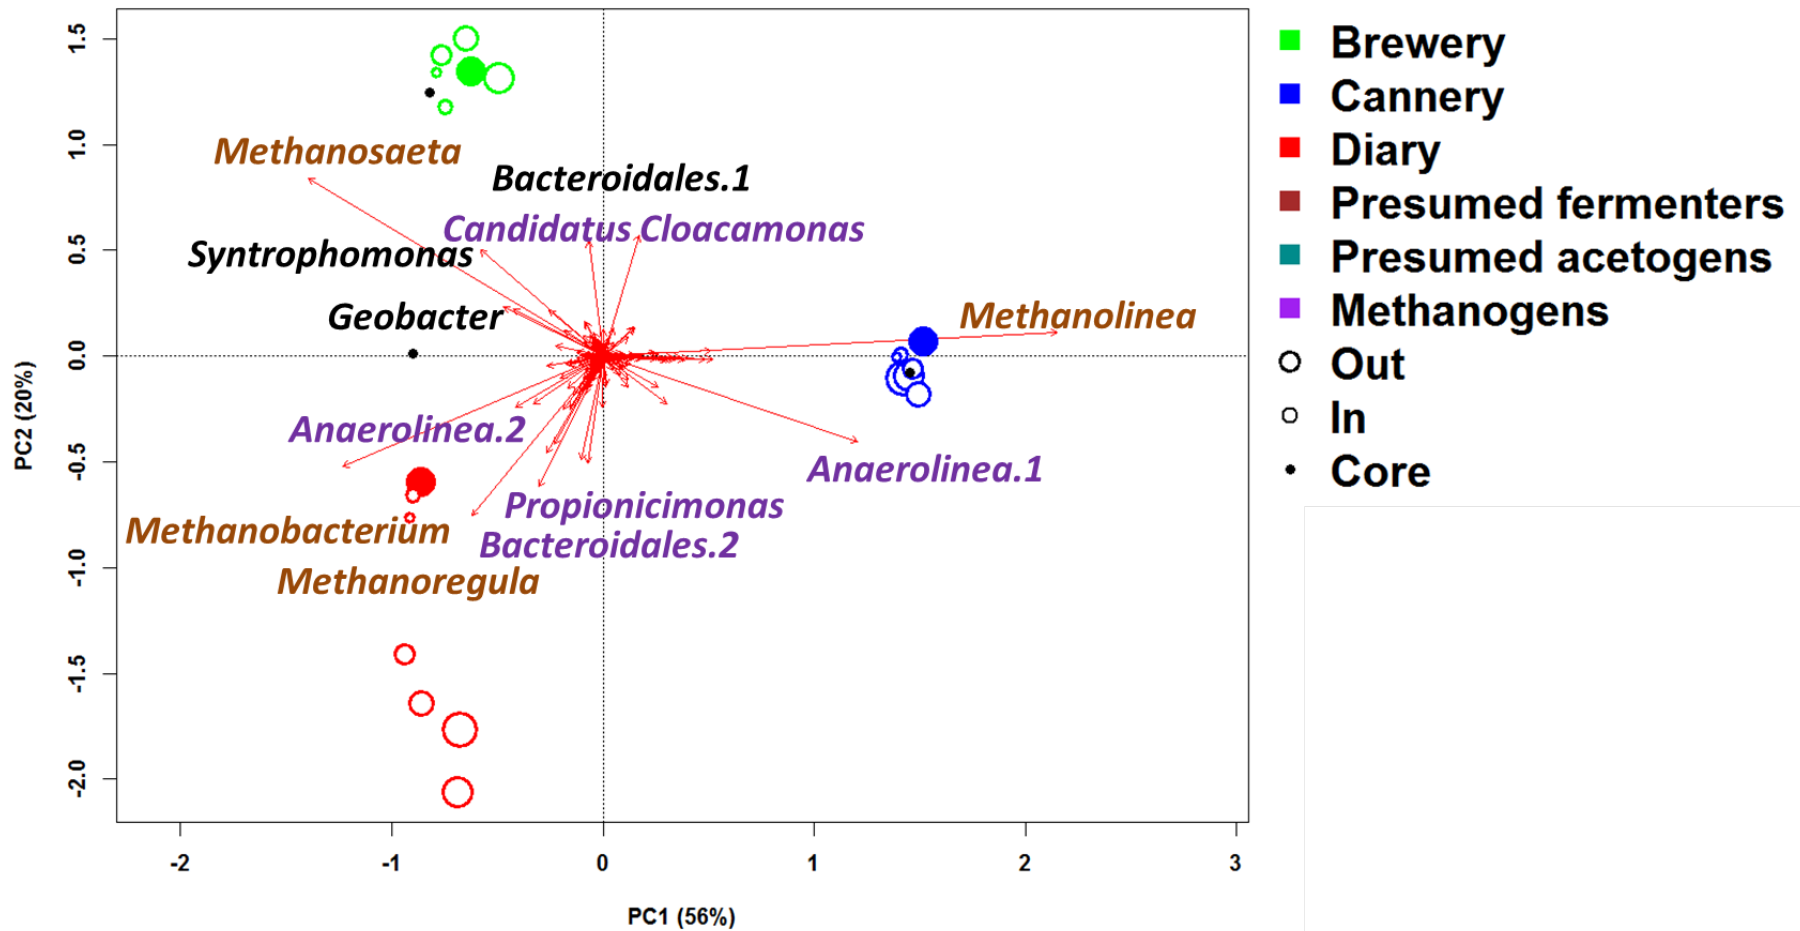 1.5
1.0
0.5
0.0
-0.5
-1.0
-1.5
-2.0
PC2 (20%)
Methanosaeta
Bacteroidales.1
Candidatus Cloacamonas
Syntrophomonas
Geobacter
Methanolinea
Anaerolinea.2
Anaerolinea.1
Propionicimonas
Methanobacterium
Bacteroidales.2
Methanoregula
-2
-1
0
1
2
3
PC1 (56%)
Brewery
Cannery
Diary
Presumed fermenters
Presumed acetogens
Methanogens
Out
In
Core